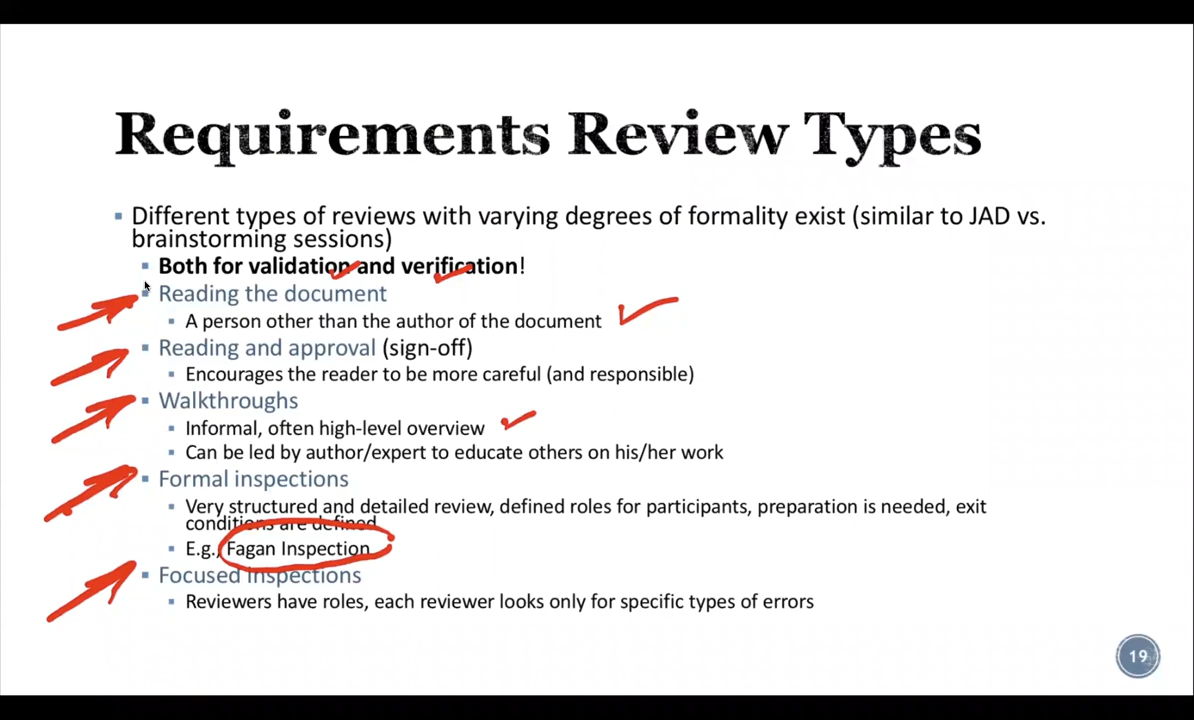 Requirements Review Types
Different types of reviews with varying degrees of formality exist (similar to JAD vs.
brainstorming sessions)
Both for validation and verification!
Reading the document
A person other than the author of the document
Reading and approval (sign-off)
Encourages the reader to be more careful (and responsible)
Walkthroughs
Informal, often high-level overview
Can be led by author/expert to educate others on his/her work
Formal inspections
Very structured and detailed review, defined roles for participants, preparation is needed, exit
conditions are defined
E.g., Fagan Inspection
Focused inspections
Reviewers have roles, each reviewer looks only for specific types of errors
19